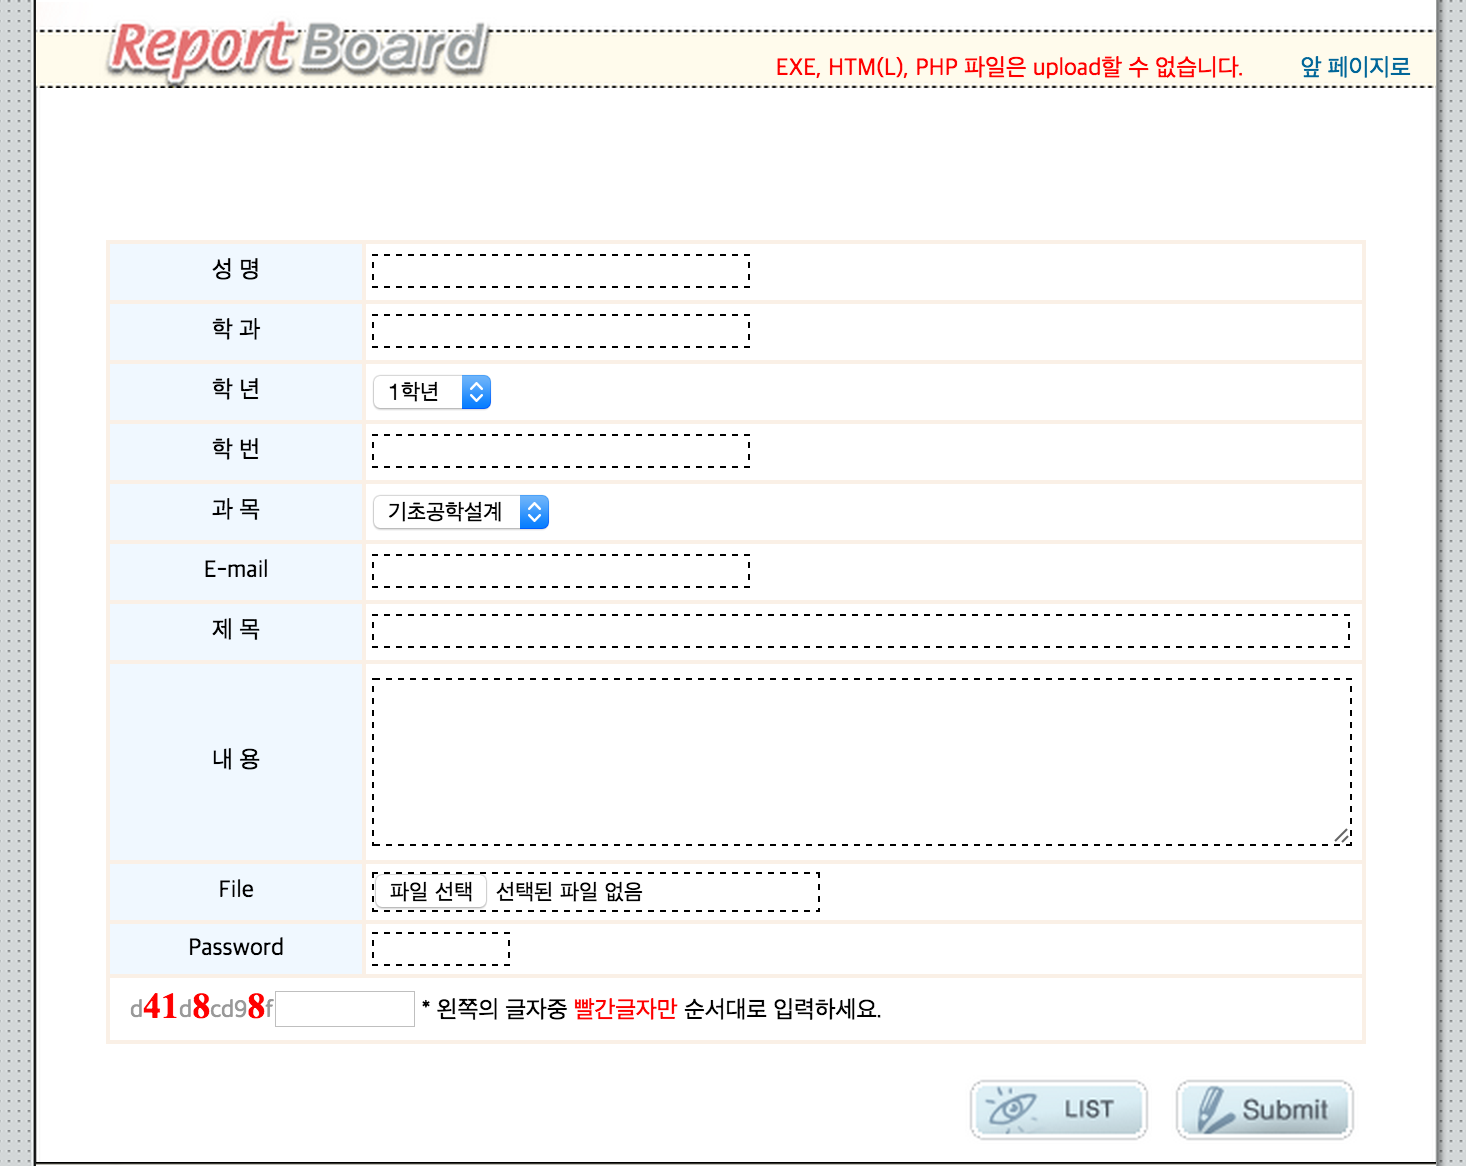 Report Board
EXE, HTM(L), PHP 파일은 upload할 수 없습니다. 앞 페이지로
성 명
학 과
학 년 1학년
학 번
과 목 기초공학설계
E-mail
제 목
내 용
File 파일 선택 선택된 파일 없음
Password
d41d8cd98f * 왼쪽의 글자중 빨간글자만 순서대로 입력하세요.
LIST Submit